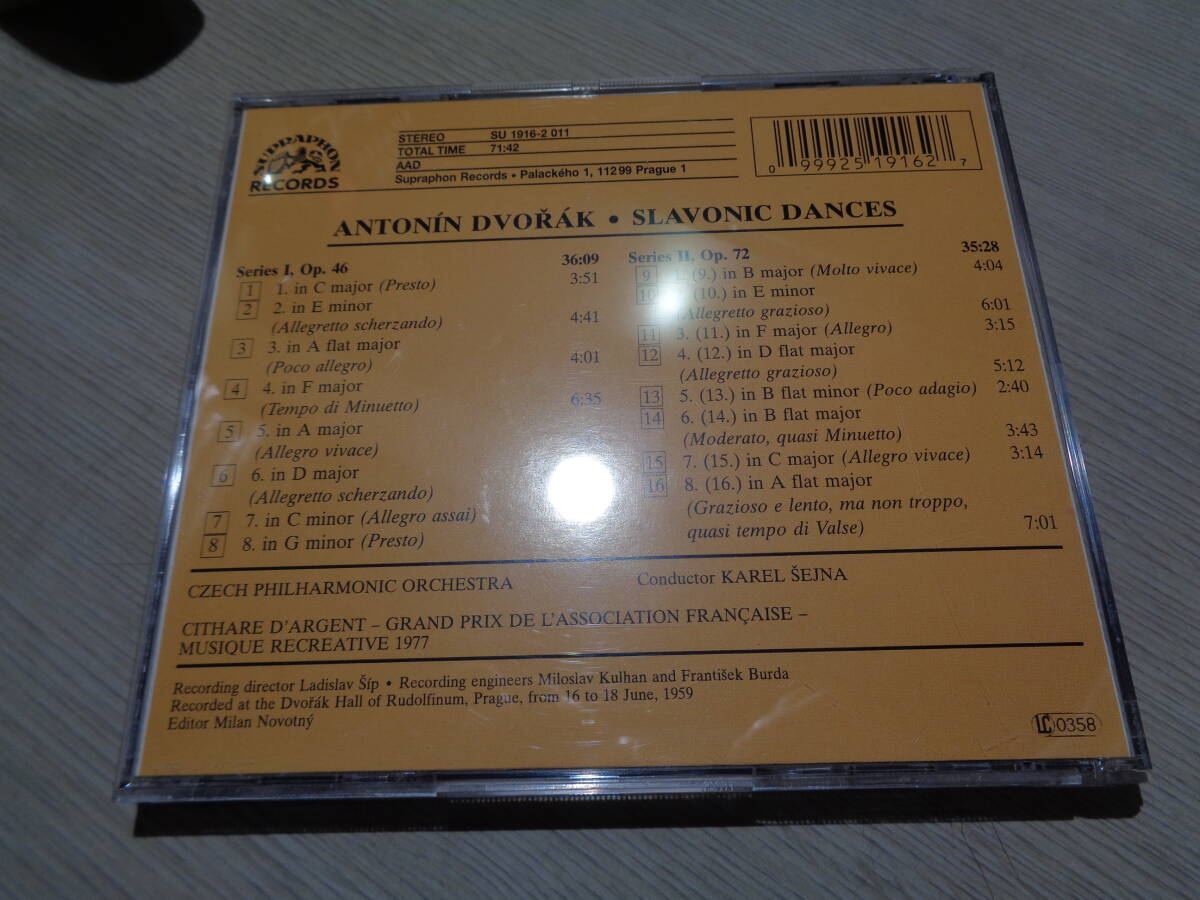 SUPRAPHON
RECORDS
STEREO SU 1916-2 011
TOTAL TIME 71:42
AAD
Supraphon Records • Palackého 1, 112 99 Prague 1
0 99925 19162 7
ANTONÍN DVOŘÁK • SLAVONIC DANCES
Series I, Op. 46 36:09
1 1. in C major (Presto) 3:51
2 2. in E minor
(Allegretto scherzando) 4:41
3 3. in A flat major
(Poco allegro) 4:01
4 4. in F major
(Tempo di Minuetto) 6:35
5 5. in A major
(Allegro vivace)
6 6. in D major
(Allegretto scherzando)
7 7. in C minor (Allegro assai)
8 8. in G minor (Presto)
Series II, Op. 72 35:28
9 1. (9.) in B major (Molto vivace) 4:04
10 (10.) in E minor
(Allegretto grazioso) 6:01
11 3. (11.) in F major (Allegro) 3:15
12 4. (12.) in D flat major
(Allegretto grazioso) 5:12
13 5. (13.) in B flat minor (Poco adagio) 2:40
14 6. (14.) in B flat major
(Moderato, quasi Minuetto) 3:43
15 7. (15.) in C major (Allegro vivace) 3:14
16 8. (16.) in A flat major
(Grazioso e lento, ma non troppo,
quasi tempo di Valse) 7:01
CZECH PHILHARMONIC ORCHESTRA Conductor KAREL ŠEJNA
CITHARE D'ARGENT – GRAND PRIX DE L'ASSOCIATION FRANÇAISE –
MUSIQUE RECREATIVE 1977
Recording director Ladislav Šíp • Recording engineers Miloslav Kulhan and František Burda
Recorded at the Dvořák Hall of Rudolfinum, Prague, from 16 to 18 June, 1959
Editor Milan Novotný
LC 0358